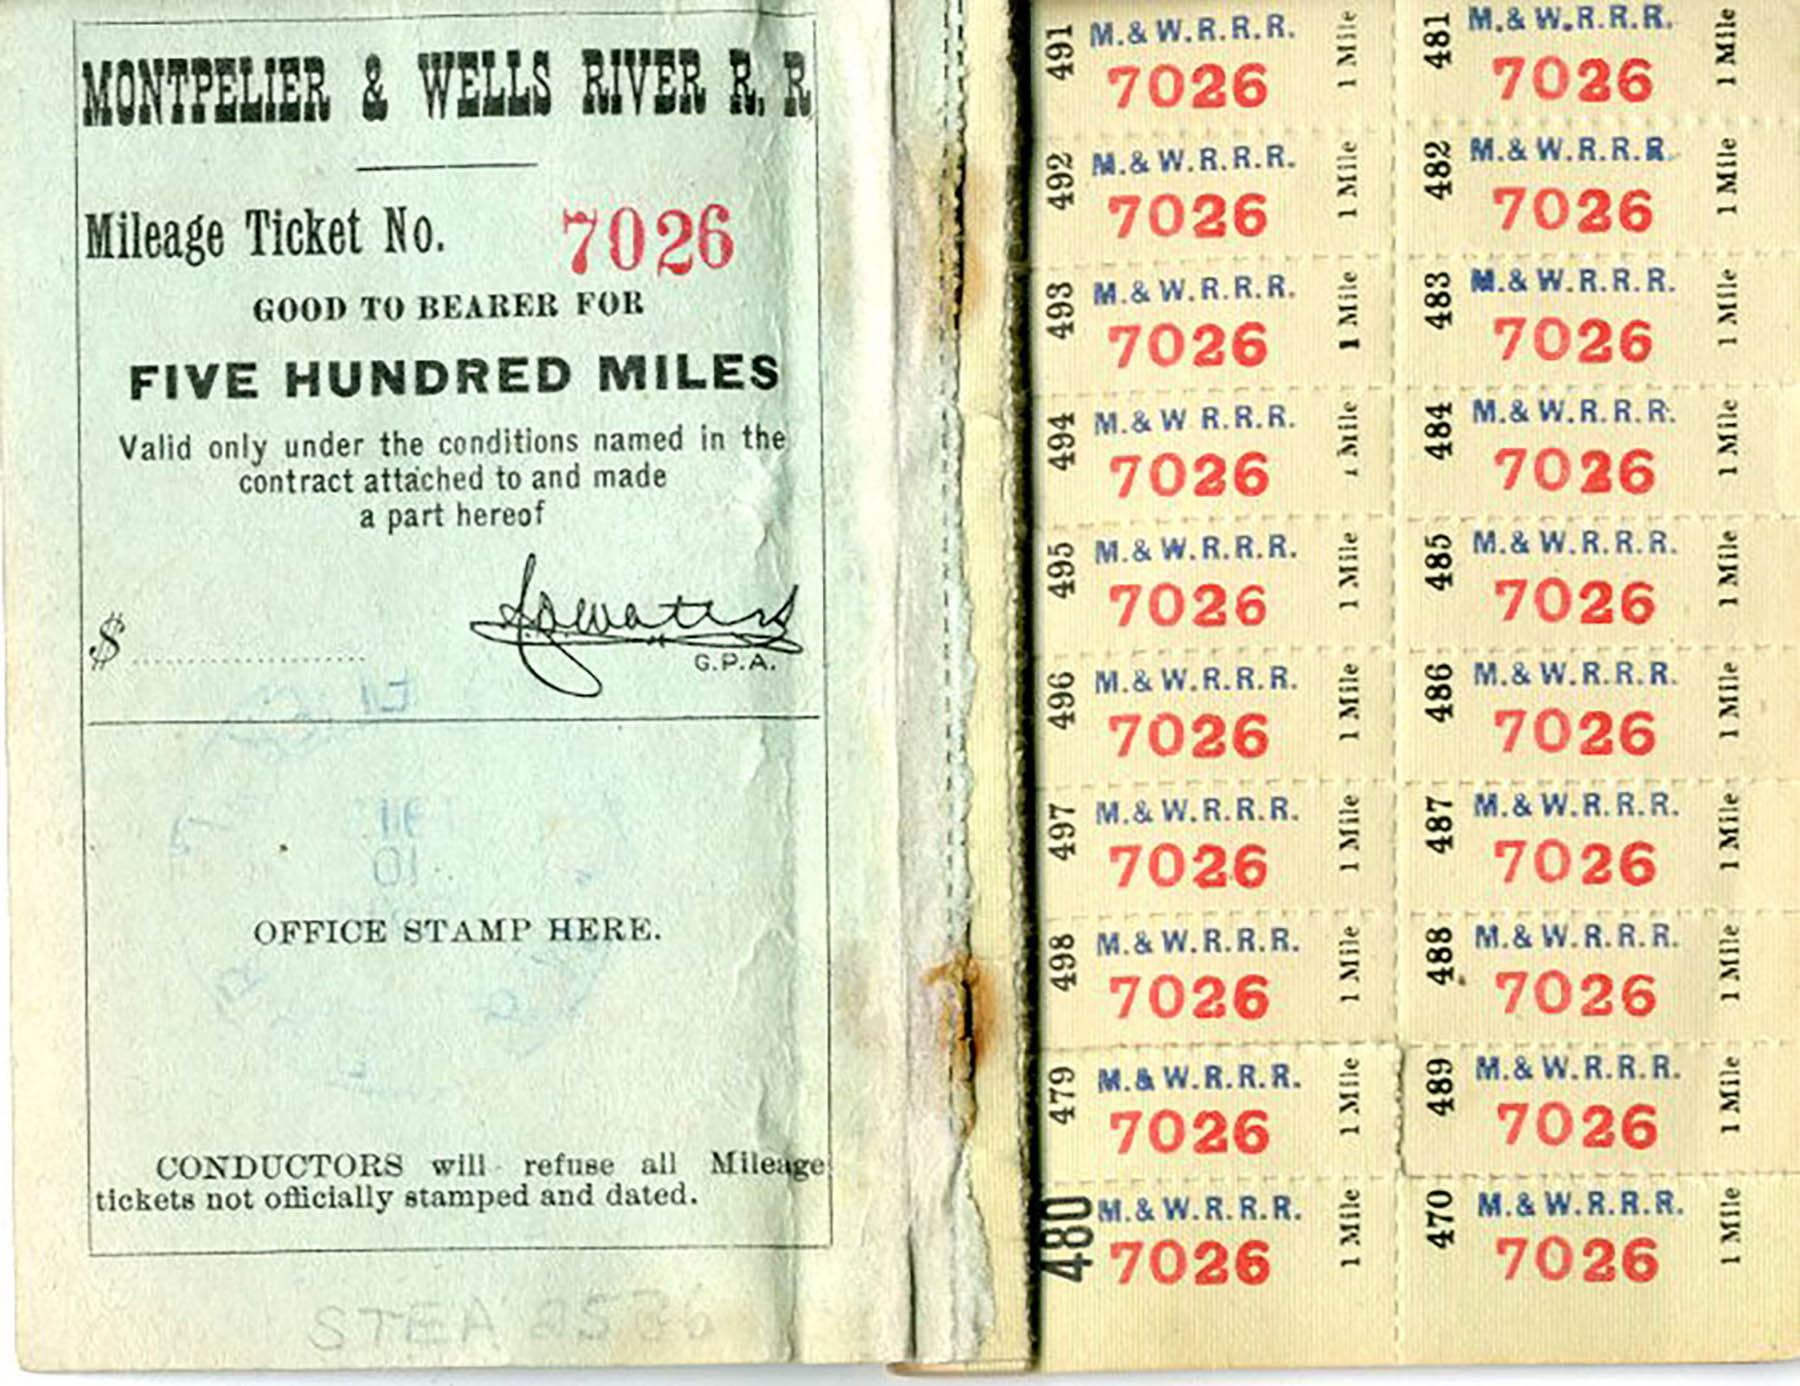 MONTPELIER & WELLS RIVER R. R
Mileage Ticket No. 7026
GOOD TO BEARER FOR
FIVE HUNDRED MILES
Valid only under the conditions named in the
contract attached to and made
a part hereof
$
G.P.A.
OFFICE STAMP HERE.
CONDUCTORS will refuse all Mileage
tickets not officially stamped and dated.
491 M.& W.R.R.R. 7026 1 Mile
492 M.& W.R.R.R. 7026 1 Mile
493 M.& W.R.R.R. 7026 1 Mile
494 M.& W R.R.R. 7026 1 Mile
495 M.& W.R.R.R. 7026 1 Mile
496 M.& W.R.R.R. 7026 1 Mile
497 M.& W.R.R.R. 7026 1 Mile
498 M.& W.R.R.R. 7026 1 Mile
479 M.& W.R.R.R. 7026 1 Mile
480 M.& W.R.R.R. 7026 1 Mile
481 M.& W.R.R.R. 7026 1 Mile
482 M.& W.R.R.R. 7026 1 Mile
483 M.& W.R.R.R. 7026 1 Mile
484 M.& W.R.R.R. 7026 1 Mile
485 M.& W.R.R.R. 7026 1 Mile
486 M.& W.R.R.R. 7026 1 Mile
487 M.& W.R.R.R. 7026 1 Mile
488 M.& W.R.R.R. 7026 1 Mile
489 M.& W.R.R.R. 7026 1 Mile
470 M.& W.R.R.R. 7026 1 Mile